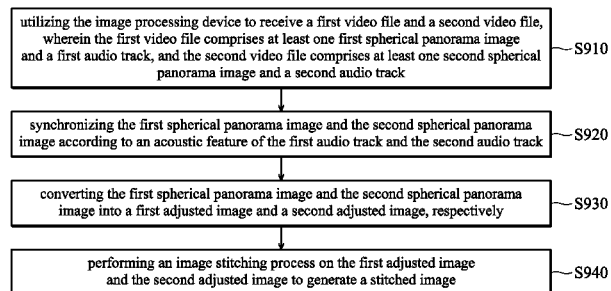 utilizing the image processing device to receive a first video file and a second video file,
wherein the first video file comprises at least one first spherical panorama image
and a first audio track, and the second video file comprises at least one second spherical
panorama image and a second audio track
S910
synchronizing the first spherical panorama image and the second spherical panorama
image according to an acoustic feature of the first audio track and the second audio track
S920
converting the first spherical panorama image and the second spherical panorama
image into a first adjusted image and a second adjusted image, respectively
S930
performing an image stitching process on the first adjusted image
and the second adjusted image to generate a stitched image
S940